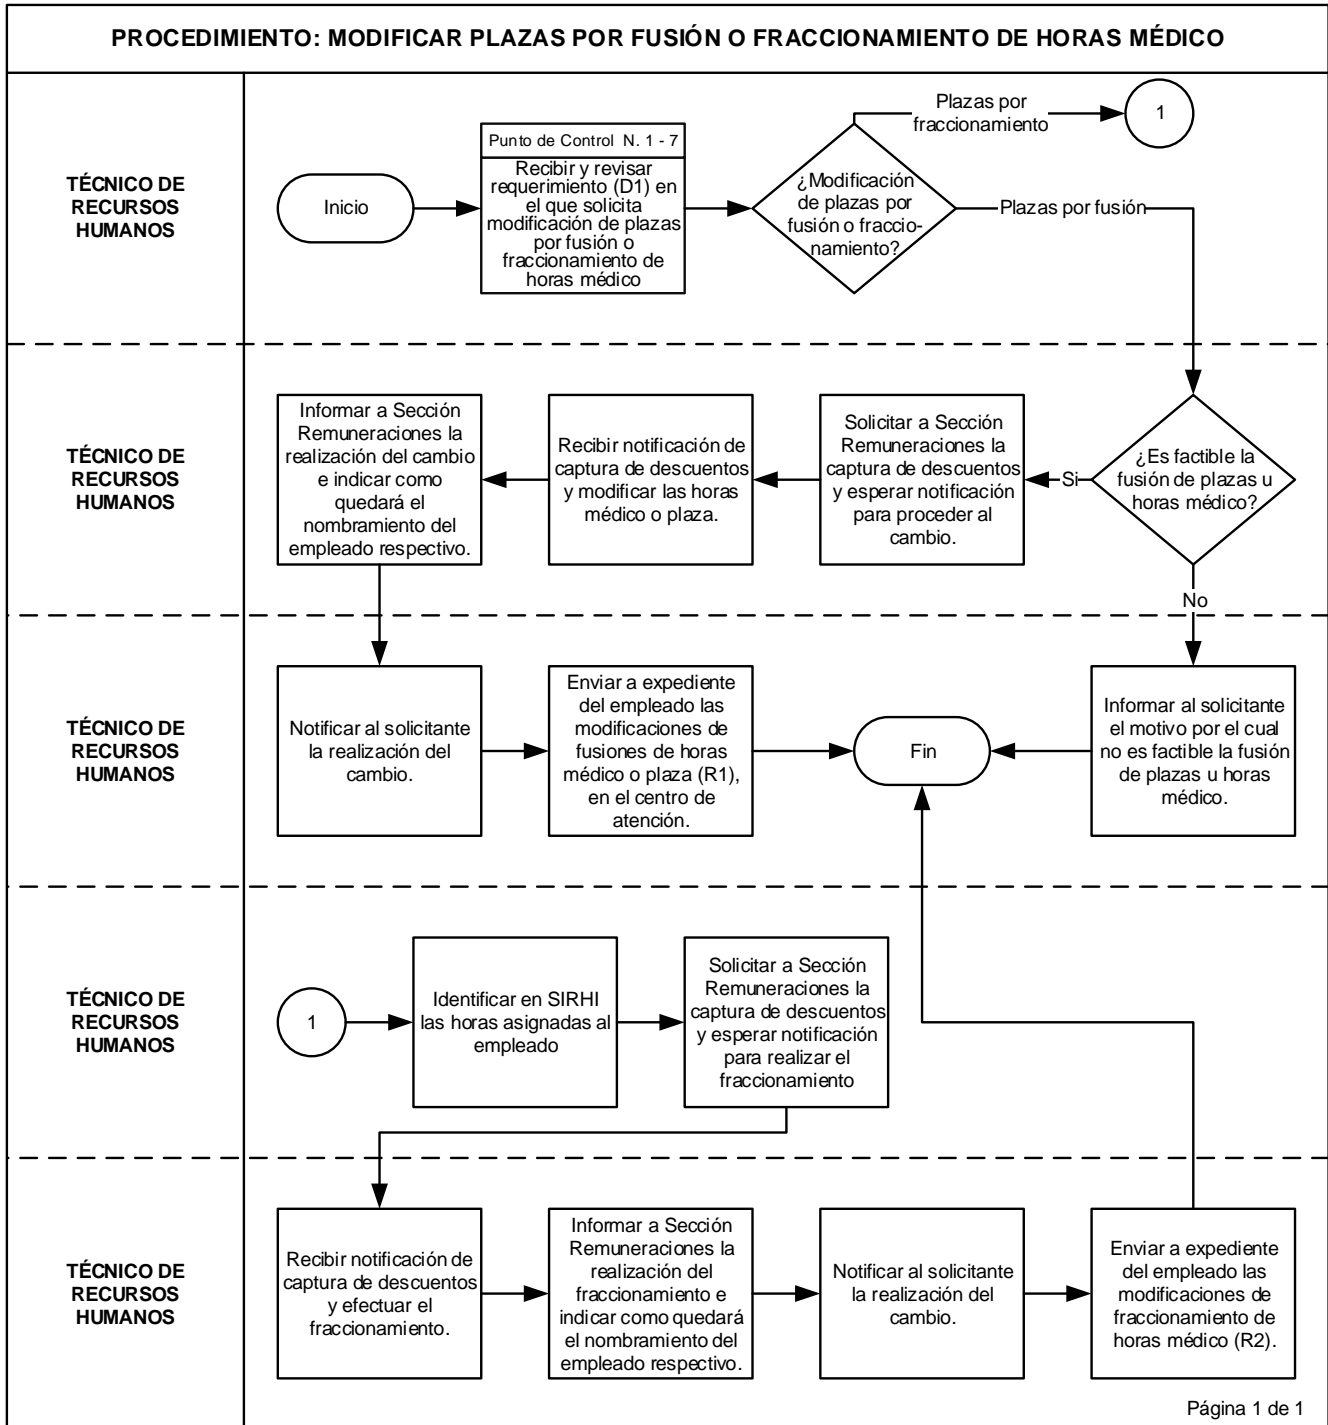 PROCEDIMIENTO: MODIFICAR PLAZAS POR FUSIÓN O FRACCIONAMIENTO DE HORAS MÉDICO
TÉCNICO DE
RECURSOS
HUMANOS
Inicio
Punto de Control N. 1 - 7
Recibir y revisar
requerimiento (D1) en
el que solicita
modificación de plazas
por fusión o
fraccionamiento de
horas médico
¿Modificación
de plazas por
fusión o fraccio-
namiento?
Plazas por
fraccionamiento
1
Plazas por fusión
TÉCNICO DE
RECURSOS
HUMANOS
Informar a Sección
Remuneraciones la
realización del cambio
e indicar como
quedará el
nombramiento del
empleado respectivo.
Recibir notificación de
captura de descuentos
y modificar las horas
médico o plaza.
Solicitar a Sección
Remuneraciones la
captura de descuentos
y esperar notificación
para proceder al
cambio.
Si
¿Es factible la
fusión de plazas u
horas médico?
No
TÉCNICO DE
RECURSOS
HUMANOS
Notificar al solicitante
la realización del
cambio.
Enviar a expediente
del empleado las
modificaciones de
fusiones de horas
médico o plaza (R1),
en el centro de
atención.
Fin
Informar al solicitante
el motivo por el cual
no es factible la fusión
de plazas u horas
médico.
TÉCNICO DE
RECURSOS
HUMANOS
1
Identificar en SIRHI
las horas asignadas al
empleado
Solicitar a Sección
Remuneraciones la
captura de descuentos
y esperar notificación
para realizar el
fraccionamiento
TÉCNICO DE
RECURSOS
HUMANOS
Recibir notificación de
captura de descuentos
y efectuar el
fraccionamiento.
Informar a Sección
Remuneraciones la
realización del
fraccionamiento e
indicar como quedará
el nombramiento del
empleado respectivo.
Notificar al solicitante
la realización del
cambio.
Enviar a expediente
del empleado las
modificaciones de
fraccionamiento de
horas médico (R2).
Página 1 de 1